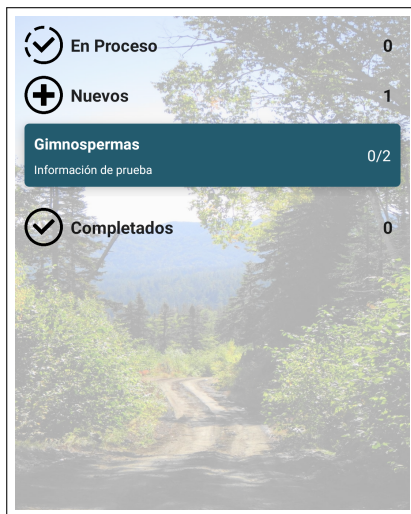 En Proceso 0
Nuevos 1
Gimnospermas
0/2
Información de prueba
Completados 0